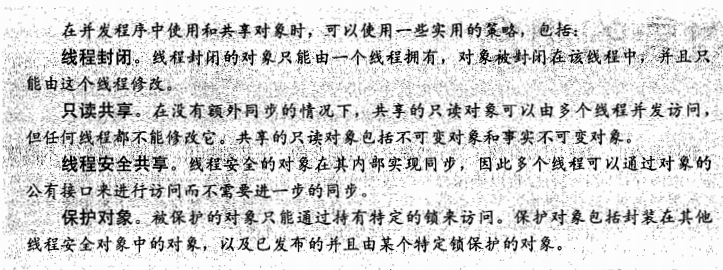 在并发程序中使用和共享对象时，可以使用一些实用的策略，包括：
线程封闭。线程封闭的对象只能由一个线程拥有，对象被封闭在该线程中，并且只
能由这个线程修改。
只读共享。在没有额外同步的情况下，共享的只读对象可以由多个线程并发访问，
但任何线程都不能修改它。共享的只读对象包括不可变对象和事实不可变对象。
线程安全共享。线程安全的对象在其内部实现同步，因此多个线程可以通过对象的
公有接口来进行访问而不需要进一步的同步。
保护对象。被保护的对象只能通过持有特定的锁来访问。保护对象包括封装在其他
线程安全对象中的对象，以及已发布的并且由某个特定锁保护的对象。